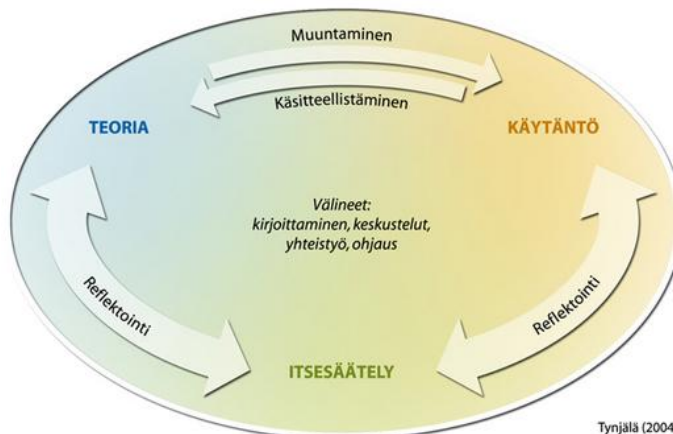 Muuntaminen
Käsitteellistäminen
TEORIA
KÄYTÄNTÖ
Välineet:
kirjoittaminen, keskustelut,
yhteistyö, ohjaus
Reflektointi
Reflektointi
ITSESÄÄTELY
Tynjälä (2004